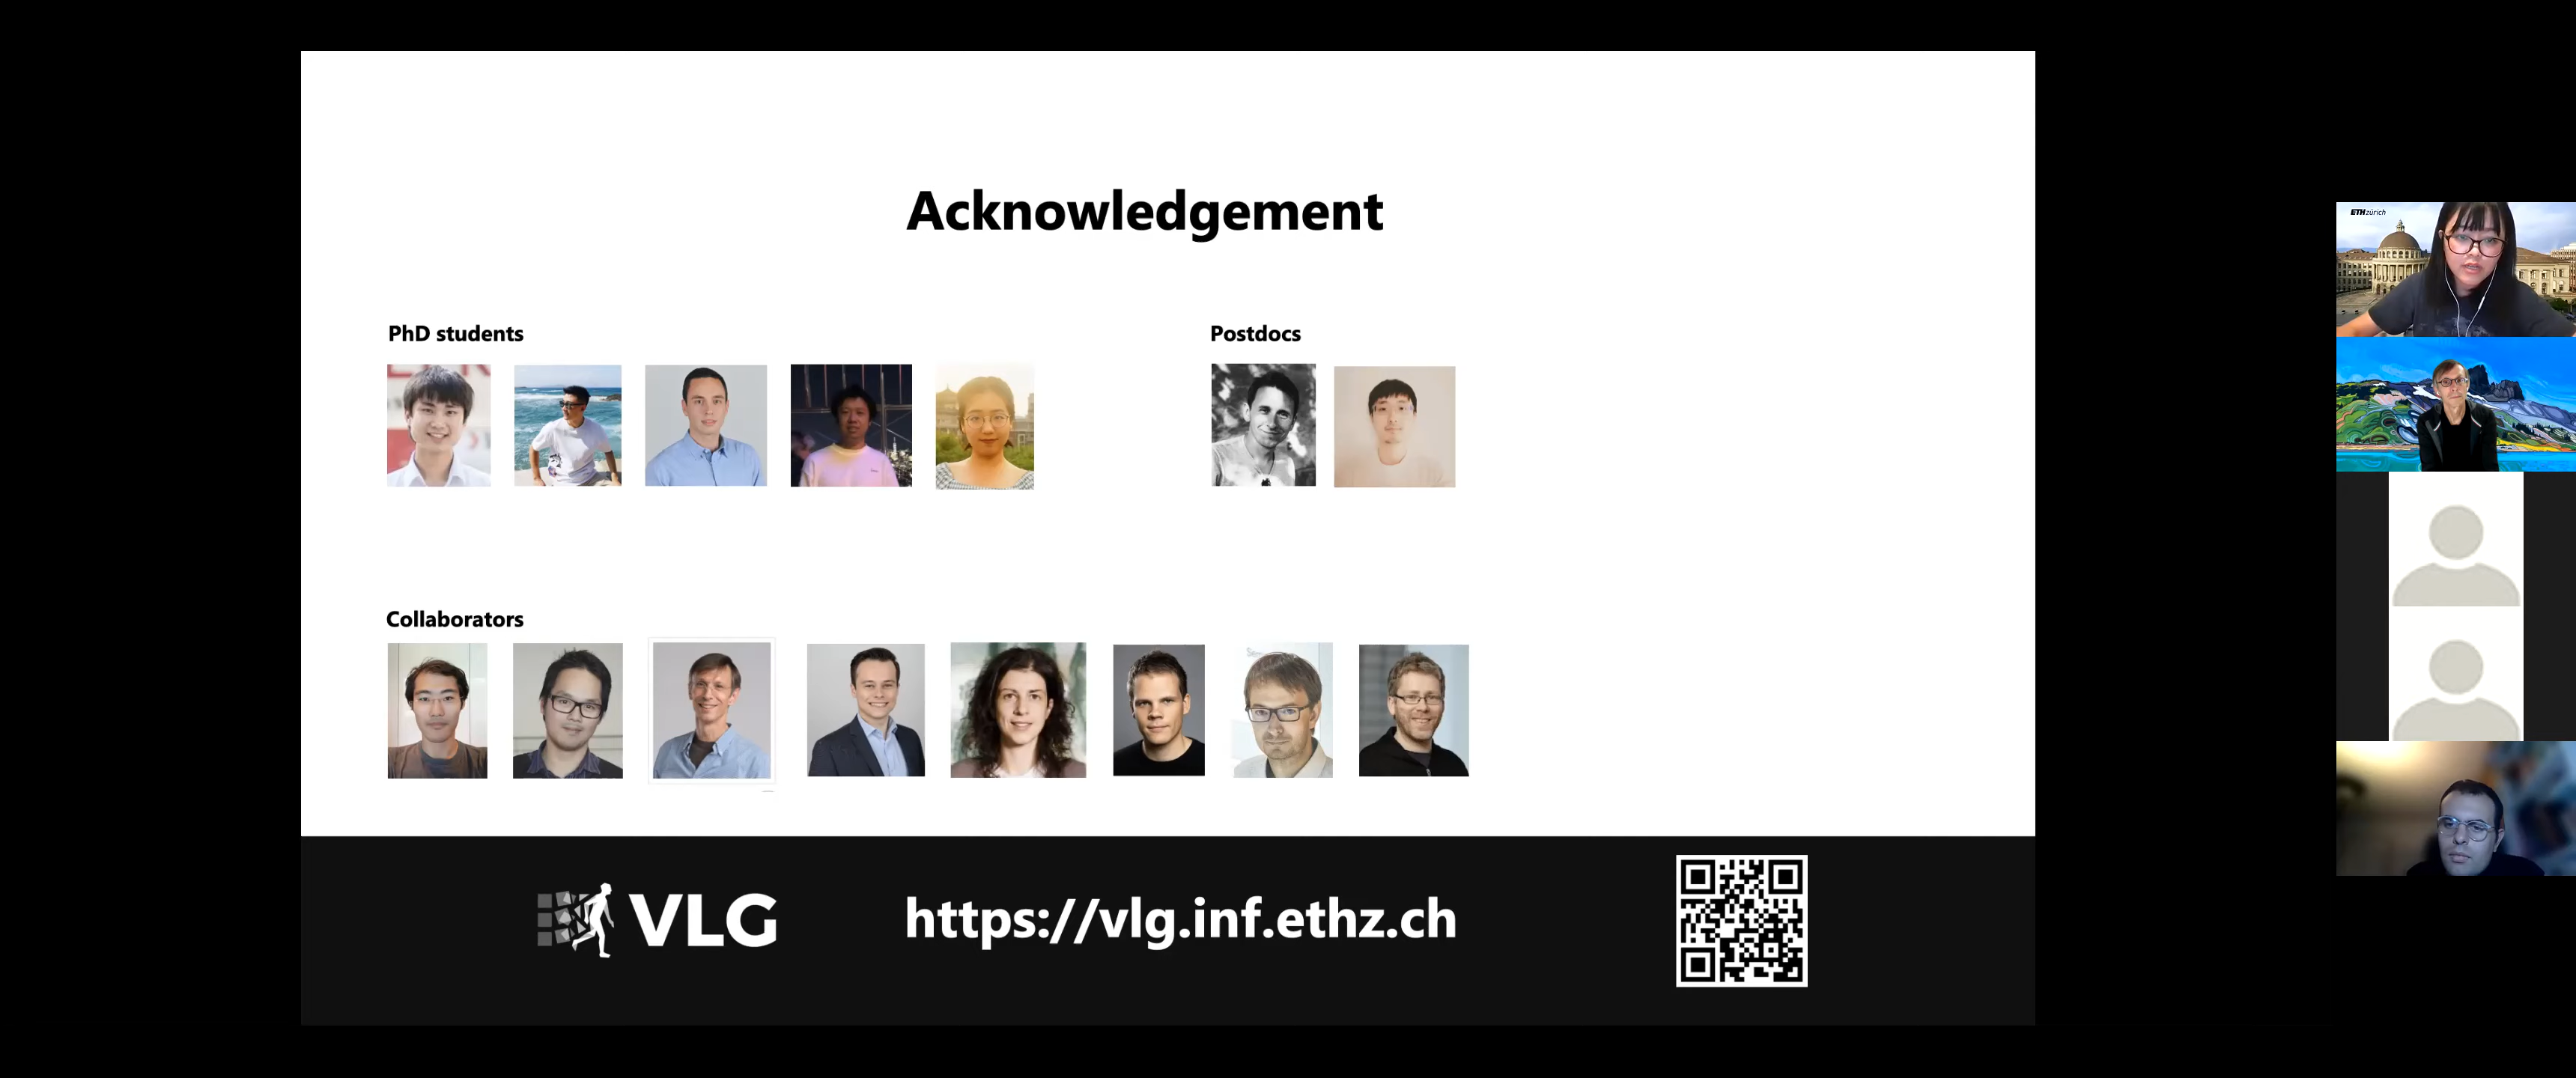 Acknowledgement
PhD students
Postdocs
Collaborators
VLG
https://vlg.inf.ethz.ch
ETH zürich